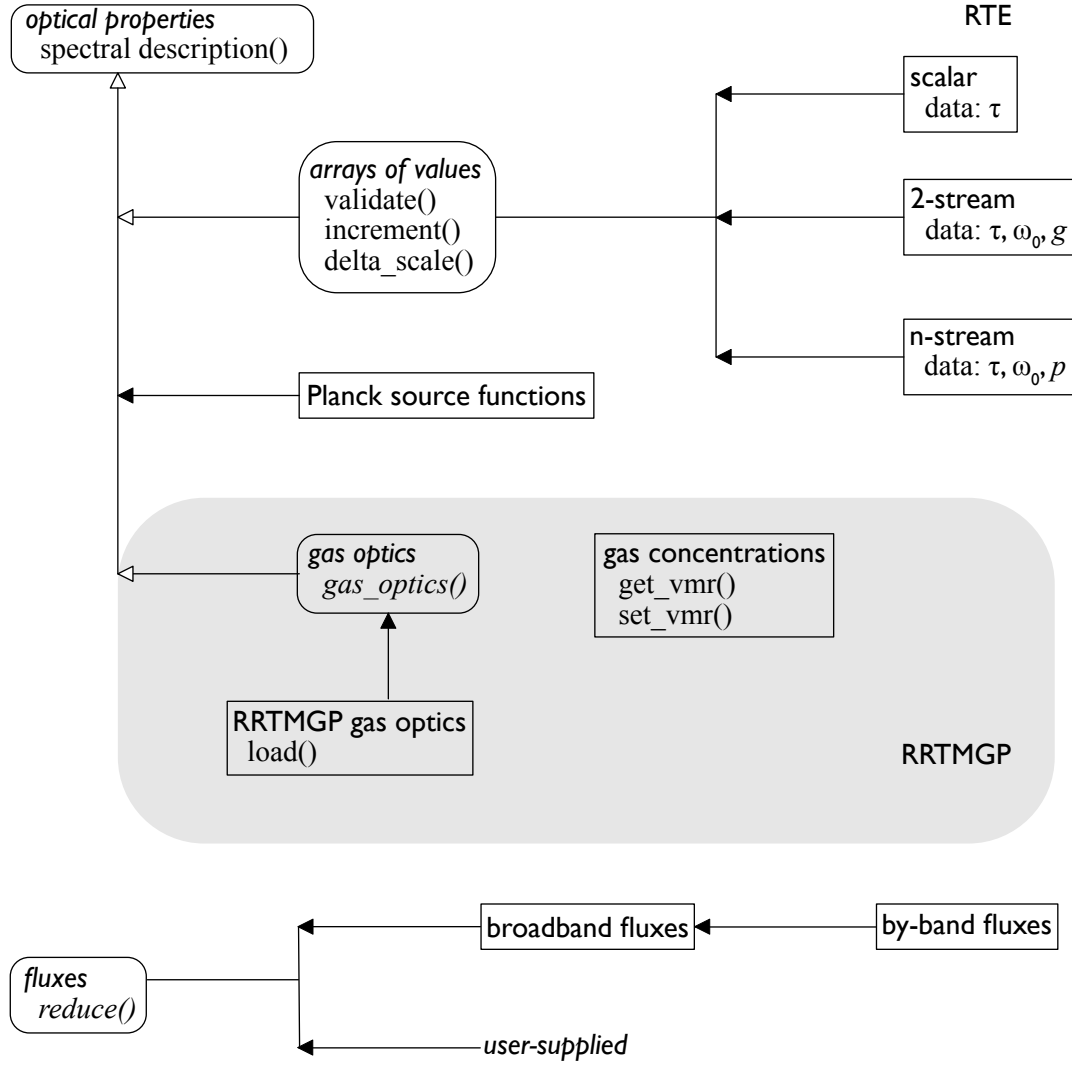 optical properties
spectral description()
RTE
scalar
data: τ
arrays of values
validate()
increment()
delta_scale()
2-stream
data: τ, ω₀, g
n-stream
data: τ, ω₀, p
Planck source functions
gas optics
gas_optics()
gas concentrations
get_vmr()
set_vmr()
RRTMGP gas optics
load()
RRTMGP
broadband fluxes
by-band fluxes
fluxes
reduce()
user-supplied